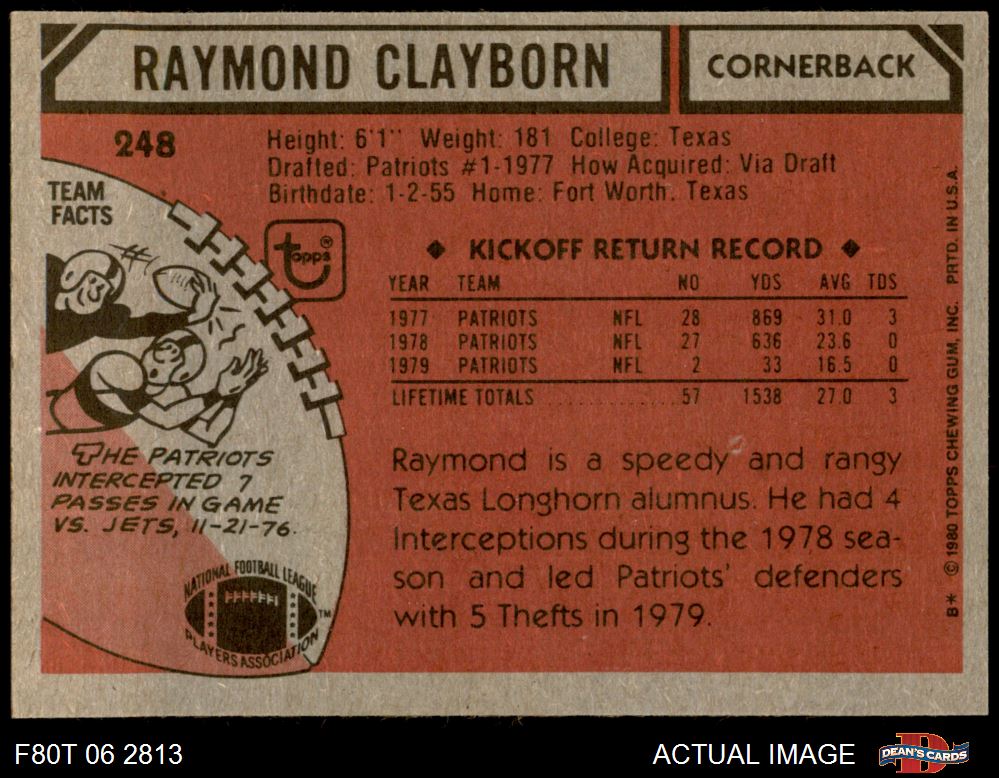 RAYMOND CLAYBORN
CORNERBACK
248
Height: 6'1'' Weight: 181 College: Texas
Drafted: Patriots #1-1977 How Acquired: Via Draft
Birthdate: 1-2-55 Home: Fort Worth, Texas
TEAM
FACTS
#1
topps®
◆ KICKOFF RETURN RECORD ◆
YEAR TEAM NO YDS AVG TDS
1977 PATRIOTS NFL 28 869 31.0 3
1978 PATRIOTS NFL 27 636 23.6 0
1979 PATRIOTS NFL 2 33 16.5 0
LIFETIME TOTALS ................ 57 1538 27.0 3
THE PATRIOTS
INTERCEPTED 7
PASSES IN GAME
VS. JETS, 11-21-76.
Raymond is a speedy and rangy
Texas Longhorn alumnus. He had 4
Interceptions during the 1978 sea-
son and led Patriots' defenders
with 5 Thefts in 1979.
NATIONAL FOOTBALL LEAGUE
PLAYERS ASSOCIATION
™
B* © 1980 TOPPS CHEWING GUM, INC. PRTD. IN U.S.A.
F80T 06 2813
ACTUAL IMAGE
DEAN'S CARDS